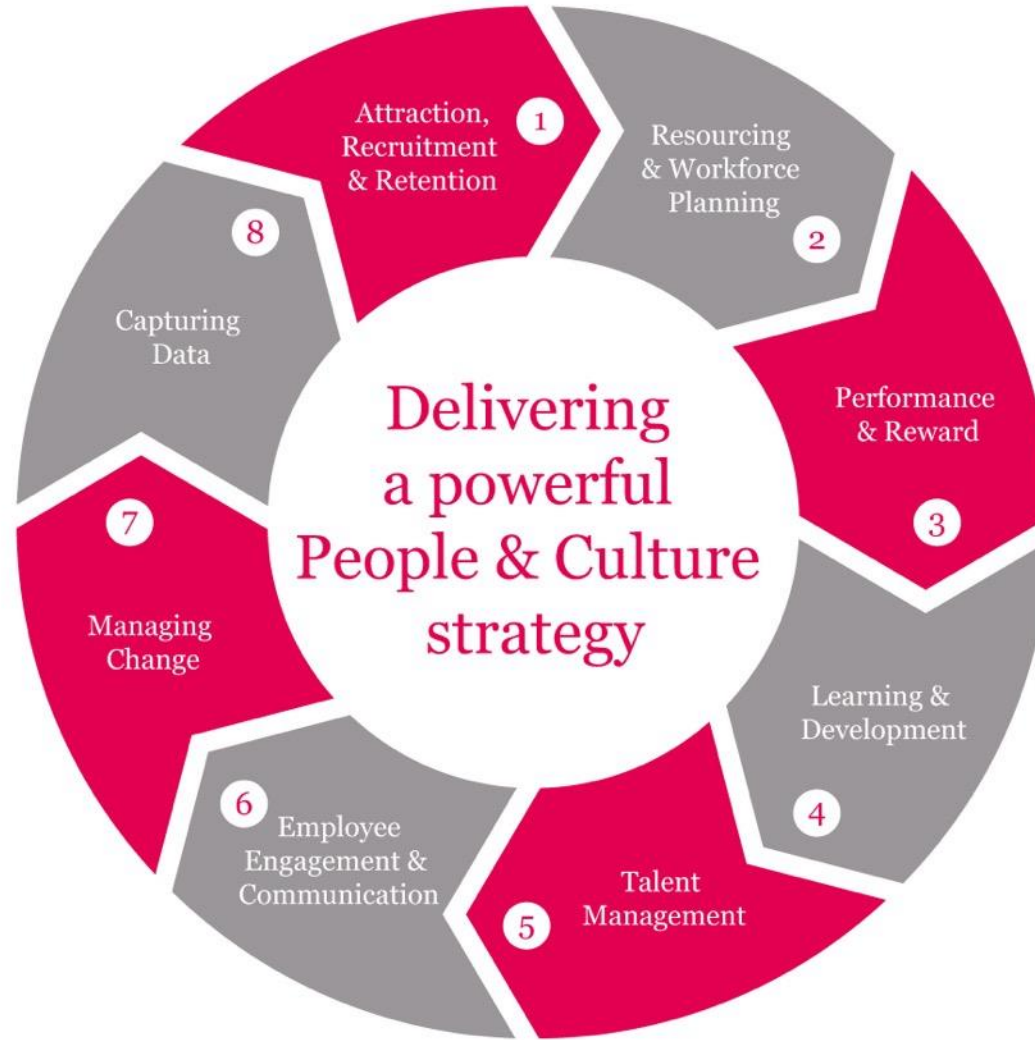 Delivering
a powerful
People & Culture
strategy
Attraction,
Recruitment
& Retention
1
Resourcing
& Workforce
Planning
2
Performance
& Reward
3
Learning &
Development
4
Talent
Management
5
6
Employee
Engagement &
Communication
7
Managing
Change
8
Capturing
Data